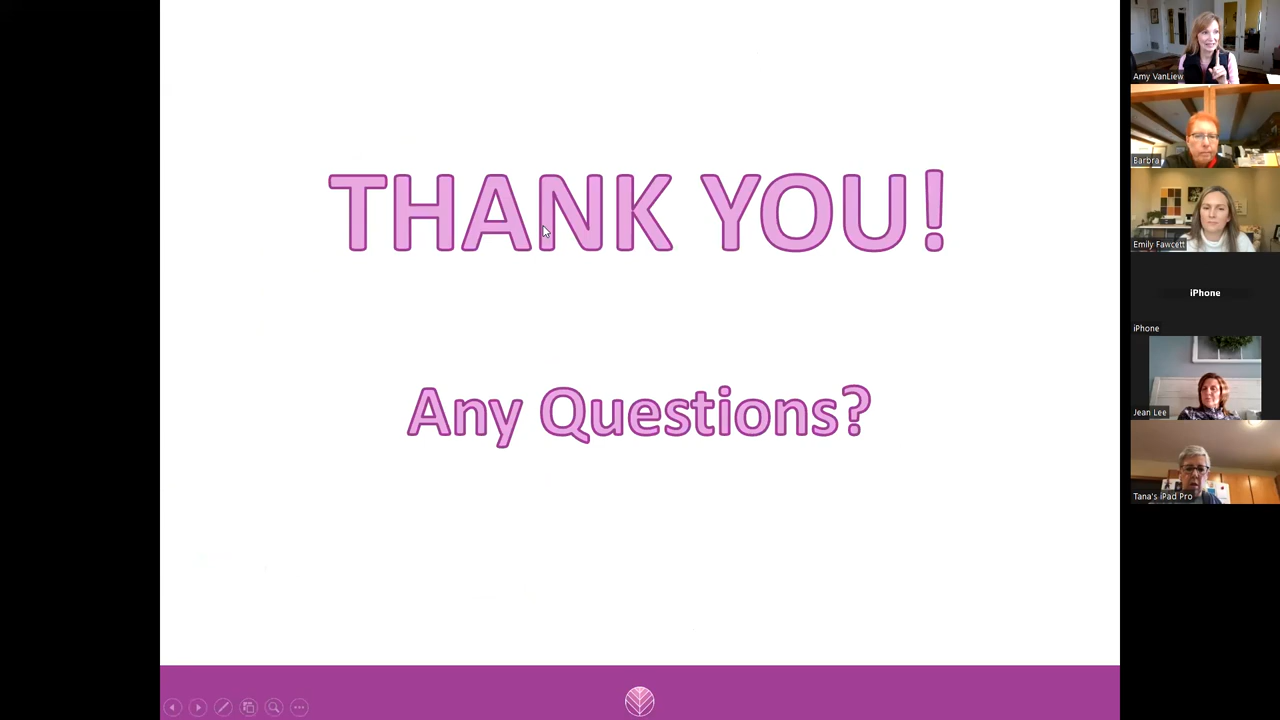 THANK YOU!
Any Questions?
Amy VanLiew
Barbra
Emily Fawcett
iPhone
iPhone
Jean Lee
Tana's iPad Pro